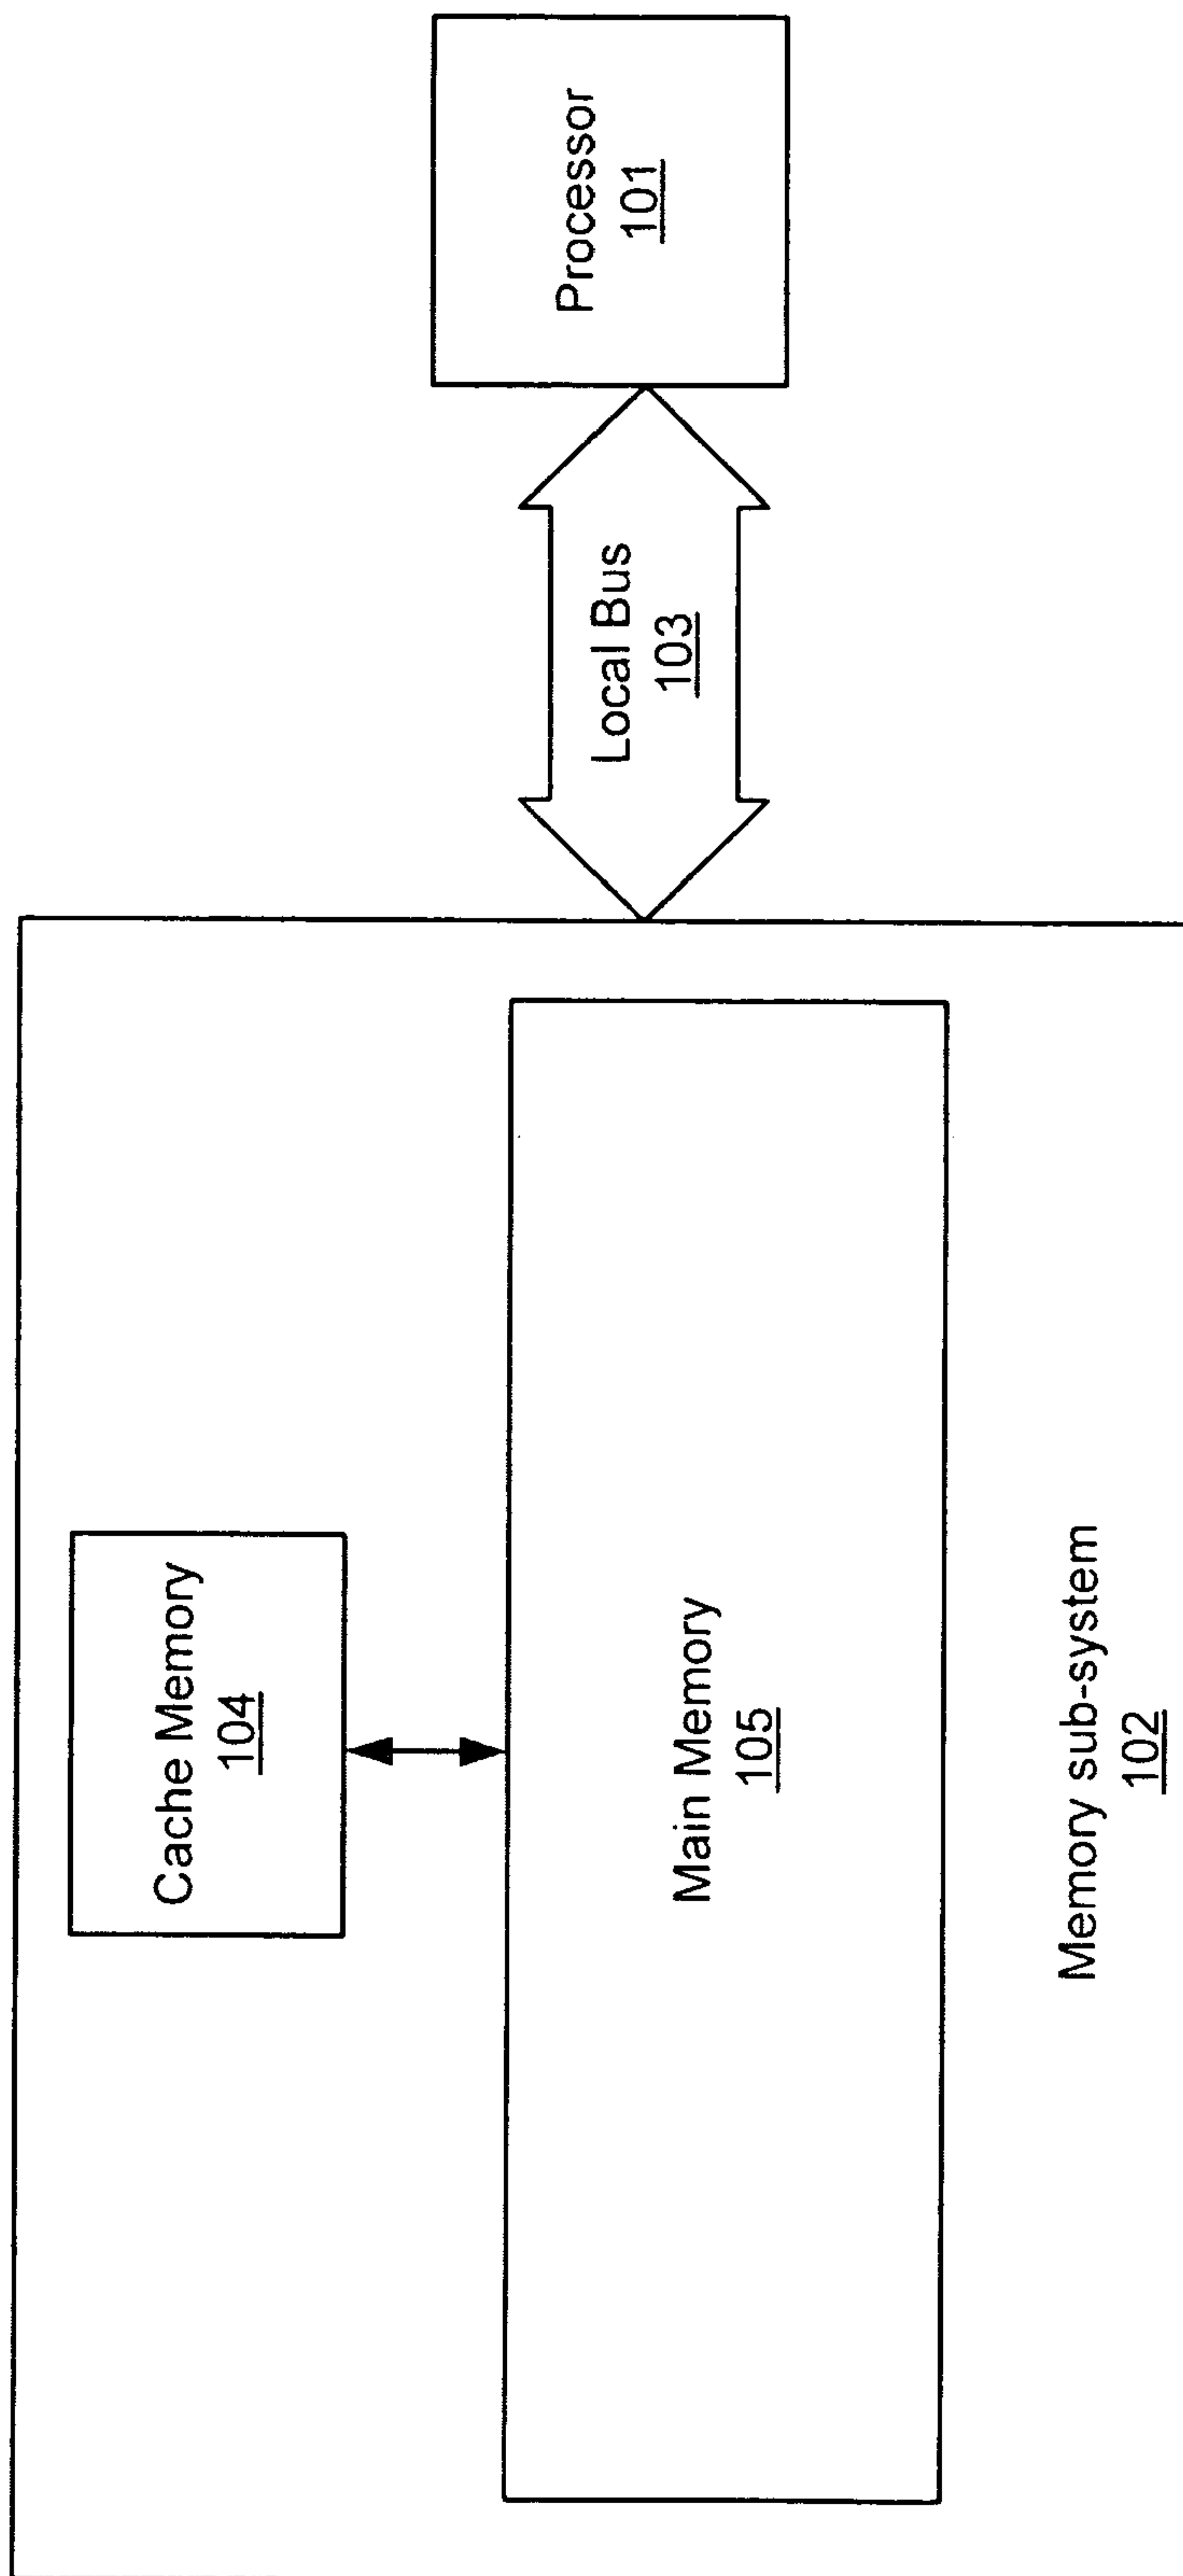 Processor
101
Local Bus
103
Cache Memory
104
Main Memory
105
Memory sub-system
102